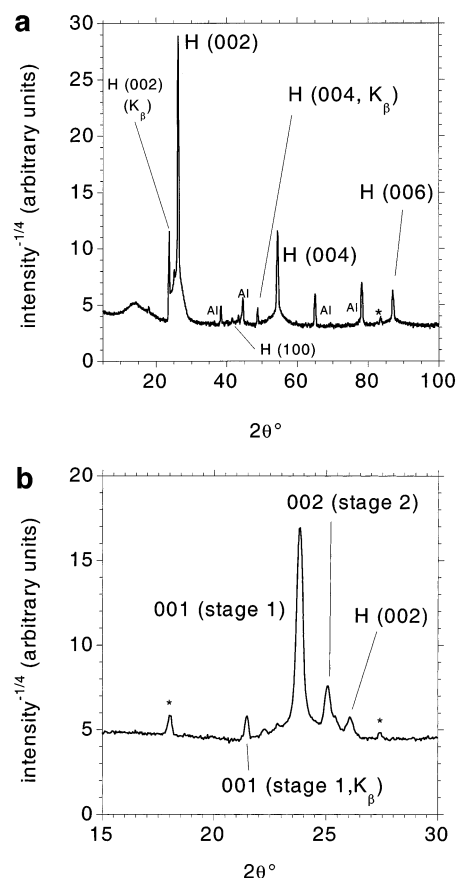 a
30
25
20
15
10
5
0
intensity⁻¹/⁴ (arbitrary units)
H (002)
H (002)
(Kβ)
H (004, Kβ)
H (006)
H (004)
Al
Al
Al
Al
*
H (100)
20
40
60
80
100
2θ°
b
20
15
10
5
0
intensity⁻¹/⁴ (arbitrary units)
002 (stage 2)
001 (stage 1)
H (002)
*
*
001 (stage 1,Kβ)
15
20
25
30
2θ°